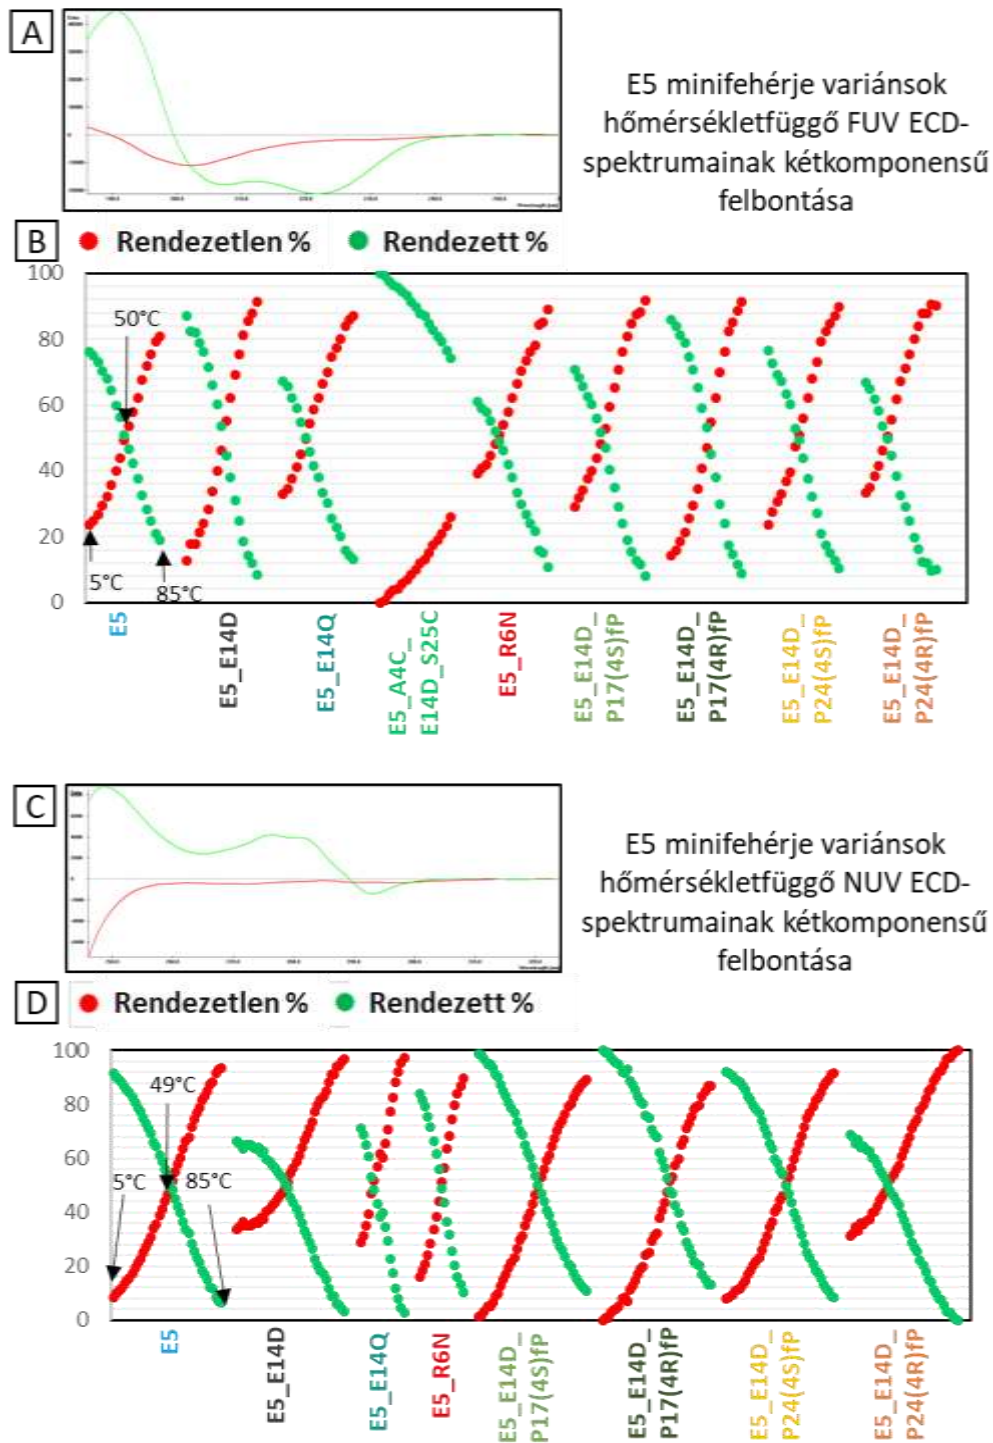 A
E5 minifehérje variánsok
hőmérsékletfüggő FUV ECD-
spektrumainak kétkomponensű
felbontása
B
Rendezetlen %
Rendezett %
100
80
60
40
20
0
50°C
5°C
85°C
E5
E5_E14D
E5_E14Q
E5_A4C_
E14D_S25C
E5_R6N
E5_E14D_
P17(4S)fP
E5_E14D_
P17(4R)fP
E5_E14D_
P24(4S)fP
E5_E14D_
P24(4R)fP
C
E5 minifehérje variánsok
hőmérsékletfüggő NUV ECD-
spektrumainak kétkomponensű
felbontása
D
Rendezetlen %
Rendezett %
100
80
60
40
20
0
49°C
5°C
85°C
E5
E5_E14D
E5_E14Q
E5_R6N
E5_E14D_
P17(4S)fP
E5_E14D_
P17(4R)fP
E5_E14D_
P24(4S)fP
E5_E14D_
P24(4R)fP